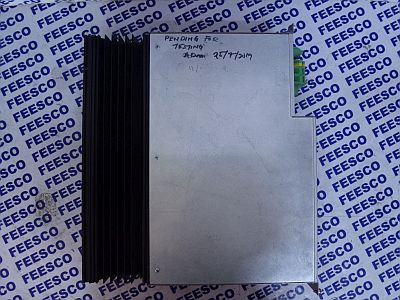 PENDING FOR
TESTING
25/7/2017
FEESCO